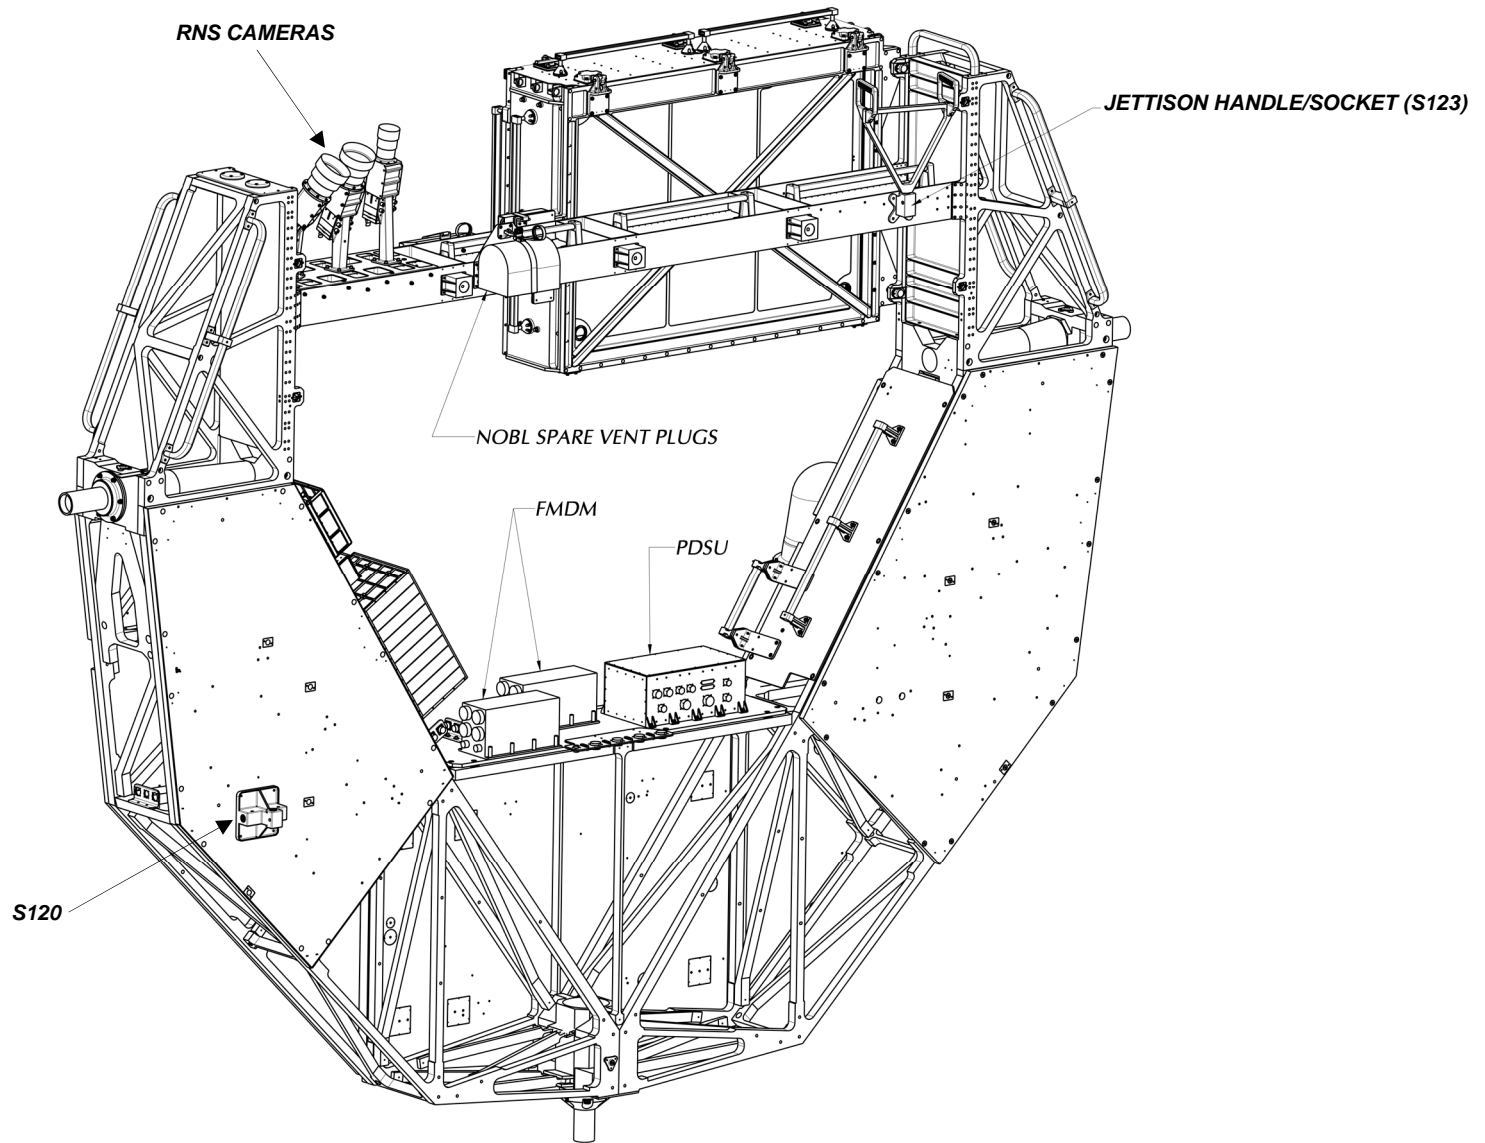 RNS CAMERAS
JETTISON HANDLE/SOCKET (S123)
NOBL SPARE VENT PLUGS
FMDM
PDSU
S120